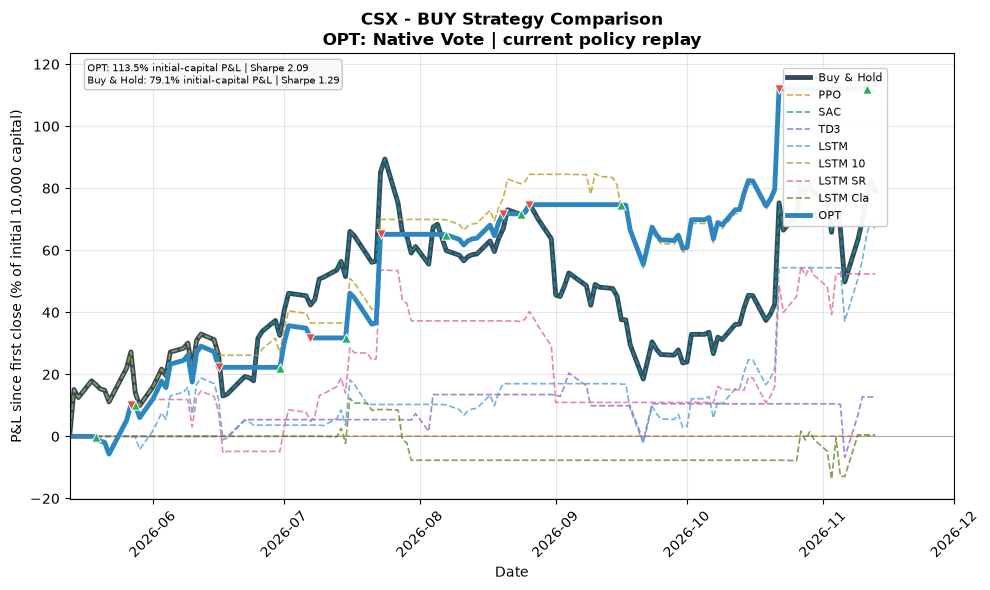 CSX - BUY Strategy Comparison
OPT: Native Vote | current policy replay
OPT: 113.5% initial-capital P&L | Sharpe 2.09
Buy & Hold: 79.1% initial-capital P&L | Sharpe 1.29
Buy & Hold
PPO
SAC
TD3
LSTM
LSTM 10
LSTM SR
LSTM Cla
OPT
P&L since first close (% of initial 10,000 capital)
120
100
80
60
40
20
0
−20
2026-06
2026-07
2026-08
2026-09
2026-10
2026-11
2026-12
Date